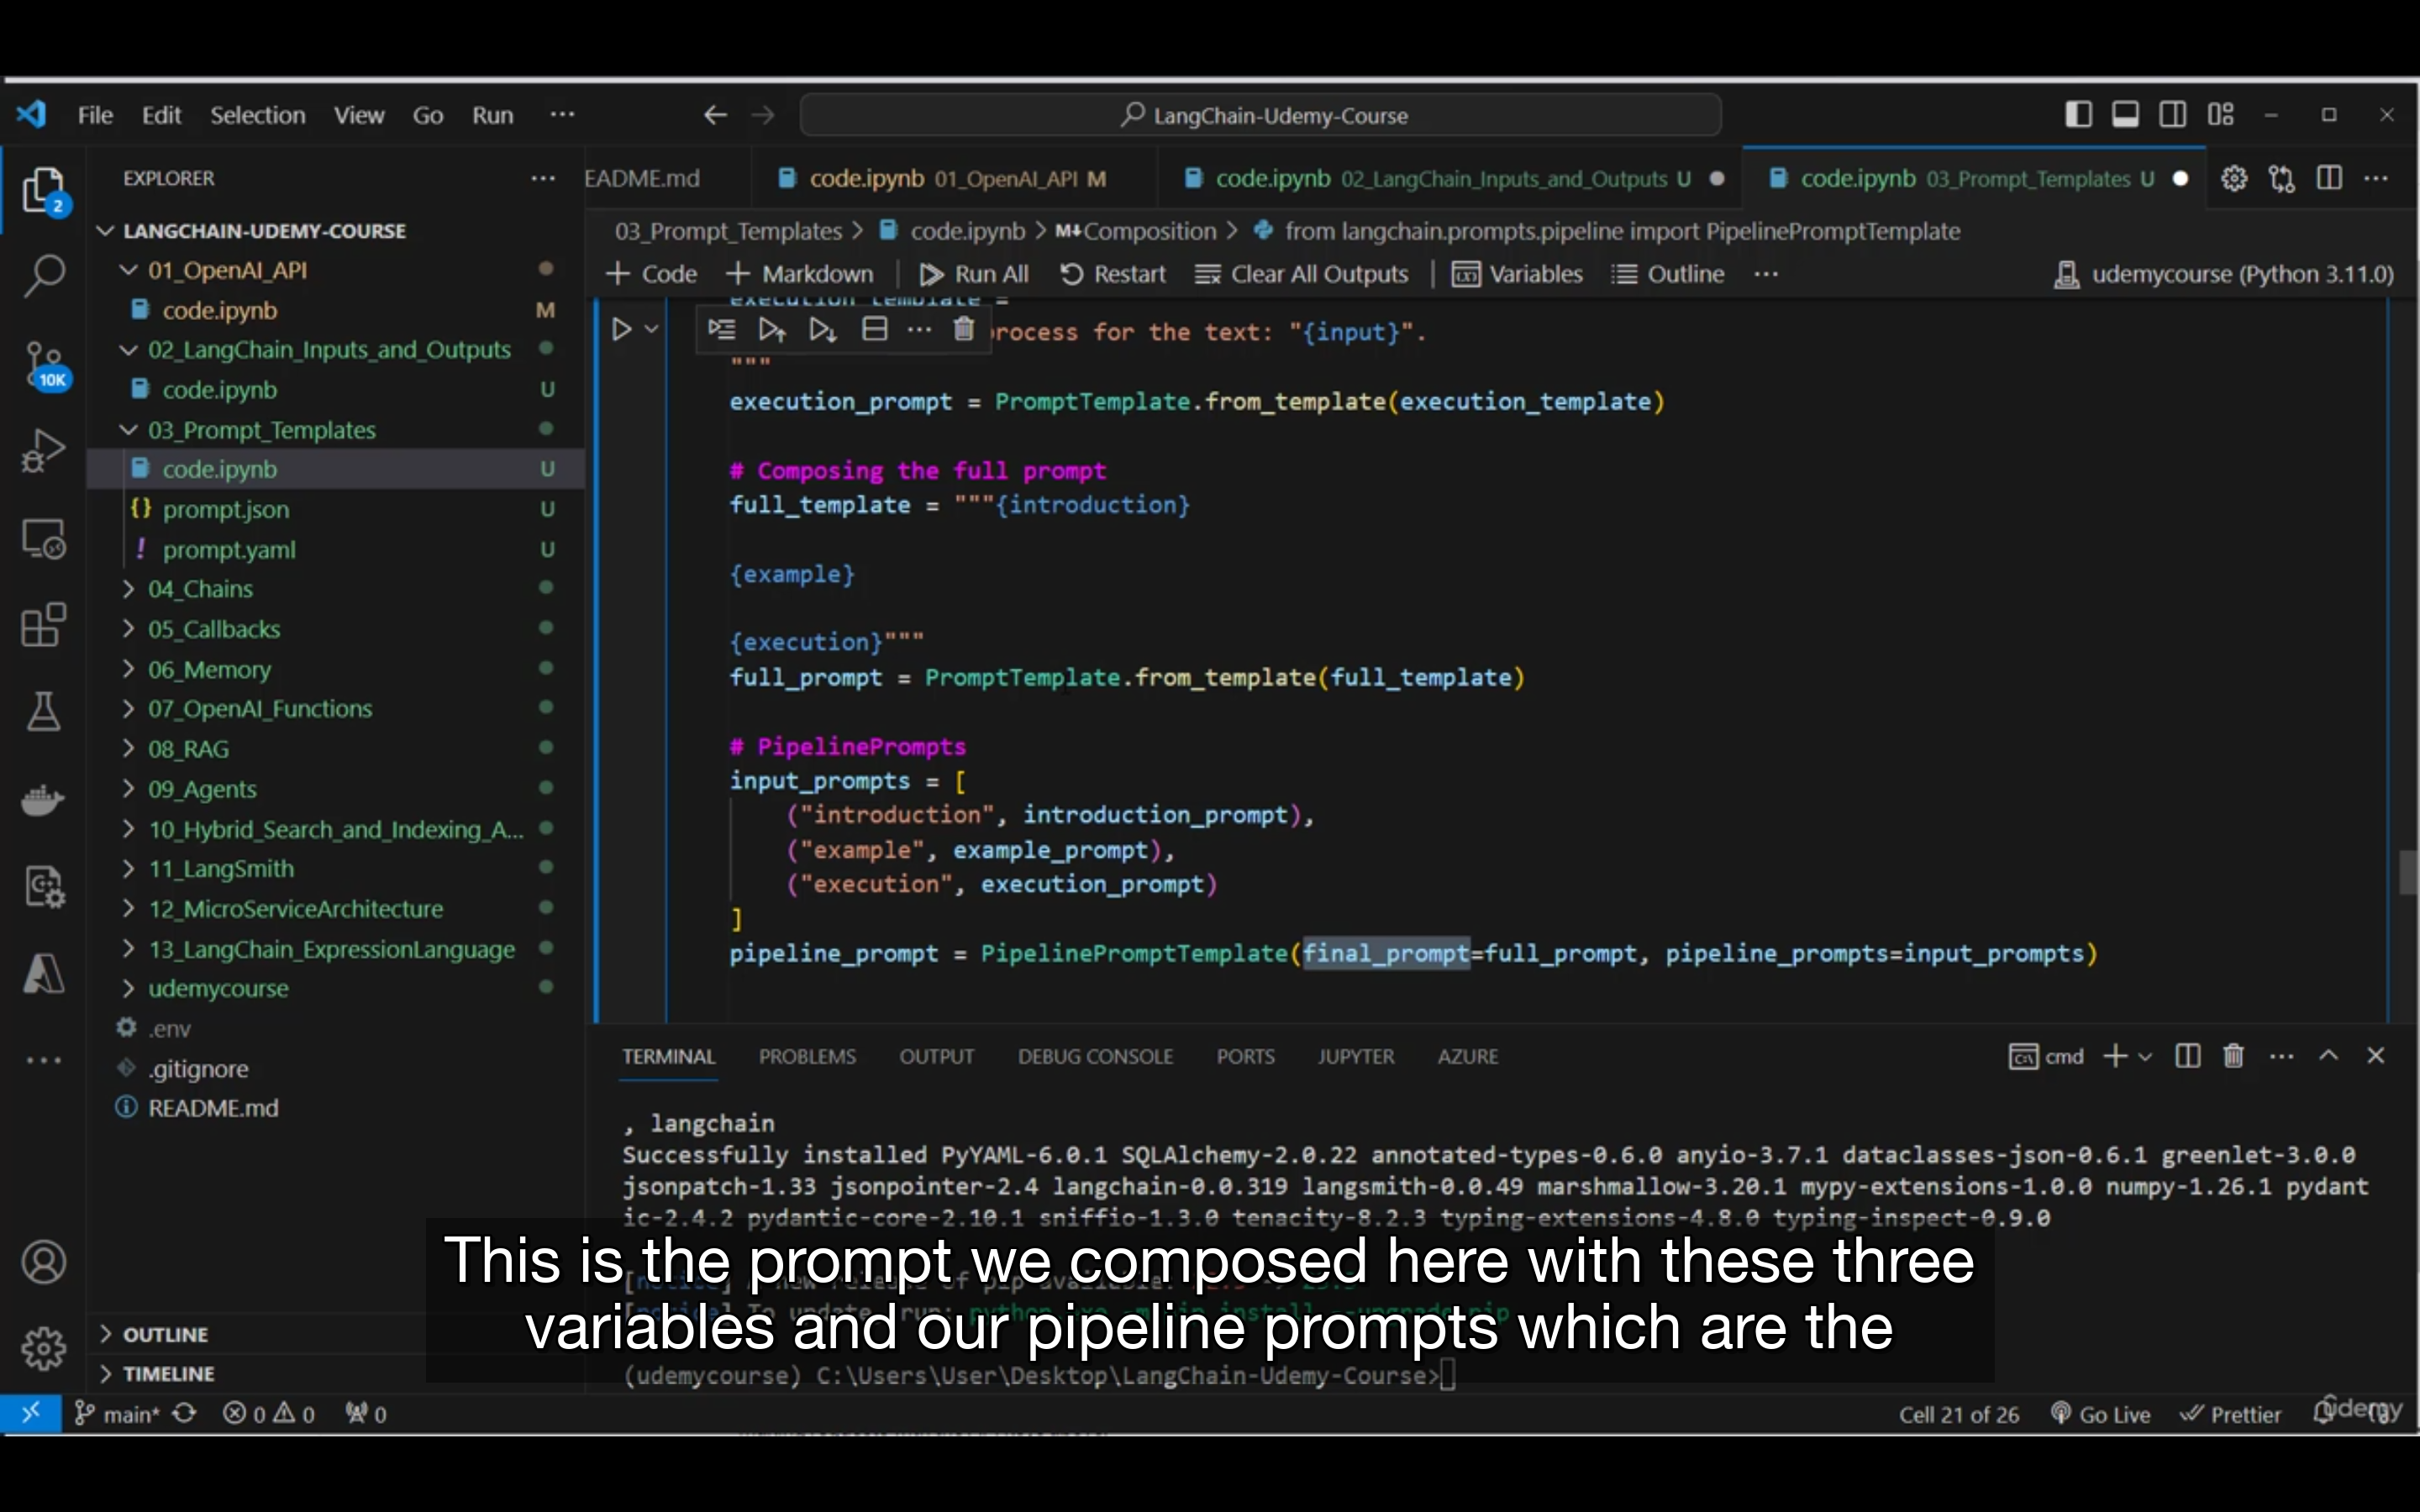 File Edit Selection View Go Run ··· LangChain-Udemy-Course
EXPLORER
EADME.md code.ipynb 01_OpenAI_API M code.ipynb 02_LangChain_Inputs_and_Outputs U code.ipynb 03_Prompt_Templates U
2
LANGCHAIN-UDEMY-COURSE
03_Prompt_Templates > code.ipynb > M↓Composition > from langchain.prompts.pipeline import PipelinePromptTemplate
+ Code + Markdown Run All Restart Clear All Outputs Variables Outline ··· udemycourse (Python 3.11.0)
01_OpenAI_API
code.ipynb M
02_LangChain_Inputs_and_Outputs
10K
code.ipynb U
03_Prompt_Templates
code.ipynb U
{} prompt.json U
! prompt.yaml U
04_Chains
05_Callbacks
06_Memory
07_OpenAI_Functions
08_RAG
09_Agents
10_Hybrid_Search_and_Indexing_A...
11_LangSmith
12_MicroServiceArchitecture
13_LangChain_ExpressionLanguage
udemycourse
.env
.gitignore
README.md
OUTLINE
TIMELINE
execution_template =
rocess for the text: "{input}".
"""
execution_prompt = PromptTemplate.from_template(execution_template)
# Composing the full prompt
full_template = """{introduction}
{example}
{execution}"""
full_prompt = PromptTemplate.from_template(full_template)
# PipelinePrompts
input_prompts = [
("introduction", introduction_prompt),
("example", example_prompt),
("execution", execution_prompt)
]
pipeline_prompt = PipelinePromptTemplate(final_prompt=full_prompt, pipeline_prompts=input_prompts)
TERMINAL PROBLEMS OUTPUT DEBUG CONSOLE PORTS JUPYTER AZURE cmd
, langchain
Successfully installed PyYAML-6.0.1 SQLAlchemy-2.0.22 annotated-types-0.6.0 anyio-3.7.1 dataclasses-json-0.6.1 greenlet-3.0.0
jsonpatch-1.33 jsonpointer-2.4 langchain-0.0.319 langsmith-0.0.49 marshmallow-3.20.1 mypy-extensions-1.0.0 numpy-1.26.1 pydant
ic-2.4.2 pydantic-core-2.10.1 sniffio-1.3.0 tenacity-8.2.3 typing-extensions-4.8.0 typing-inspect-0.9.0
This is the prompt we composed here with these three
variables and our pipeline prompts which are the
(udemycourse) C:\Users\User\Desktop\LangChain-Udemy-Course>
main* 0 0 0 Cell 21 of 26 Go Live Prettier
udemy